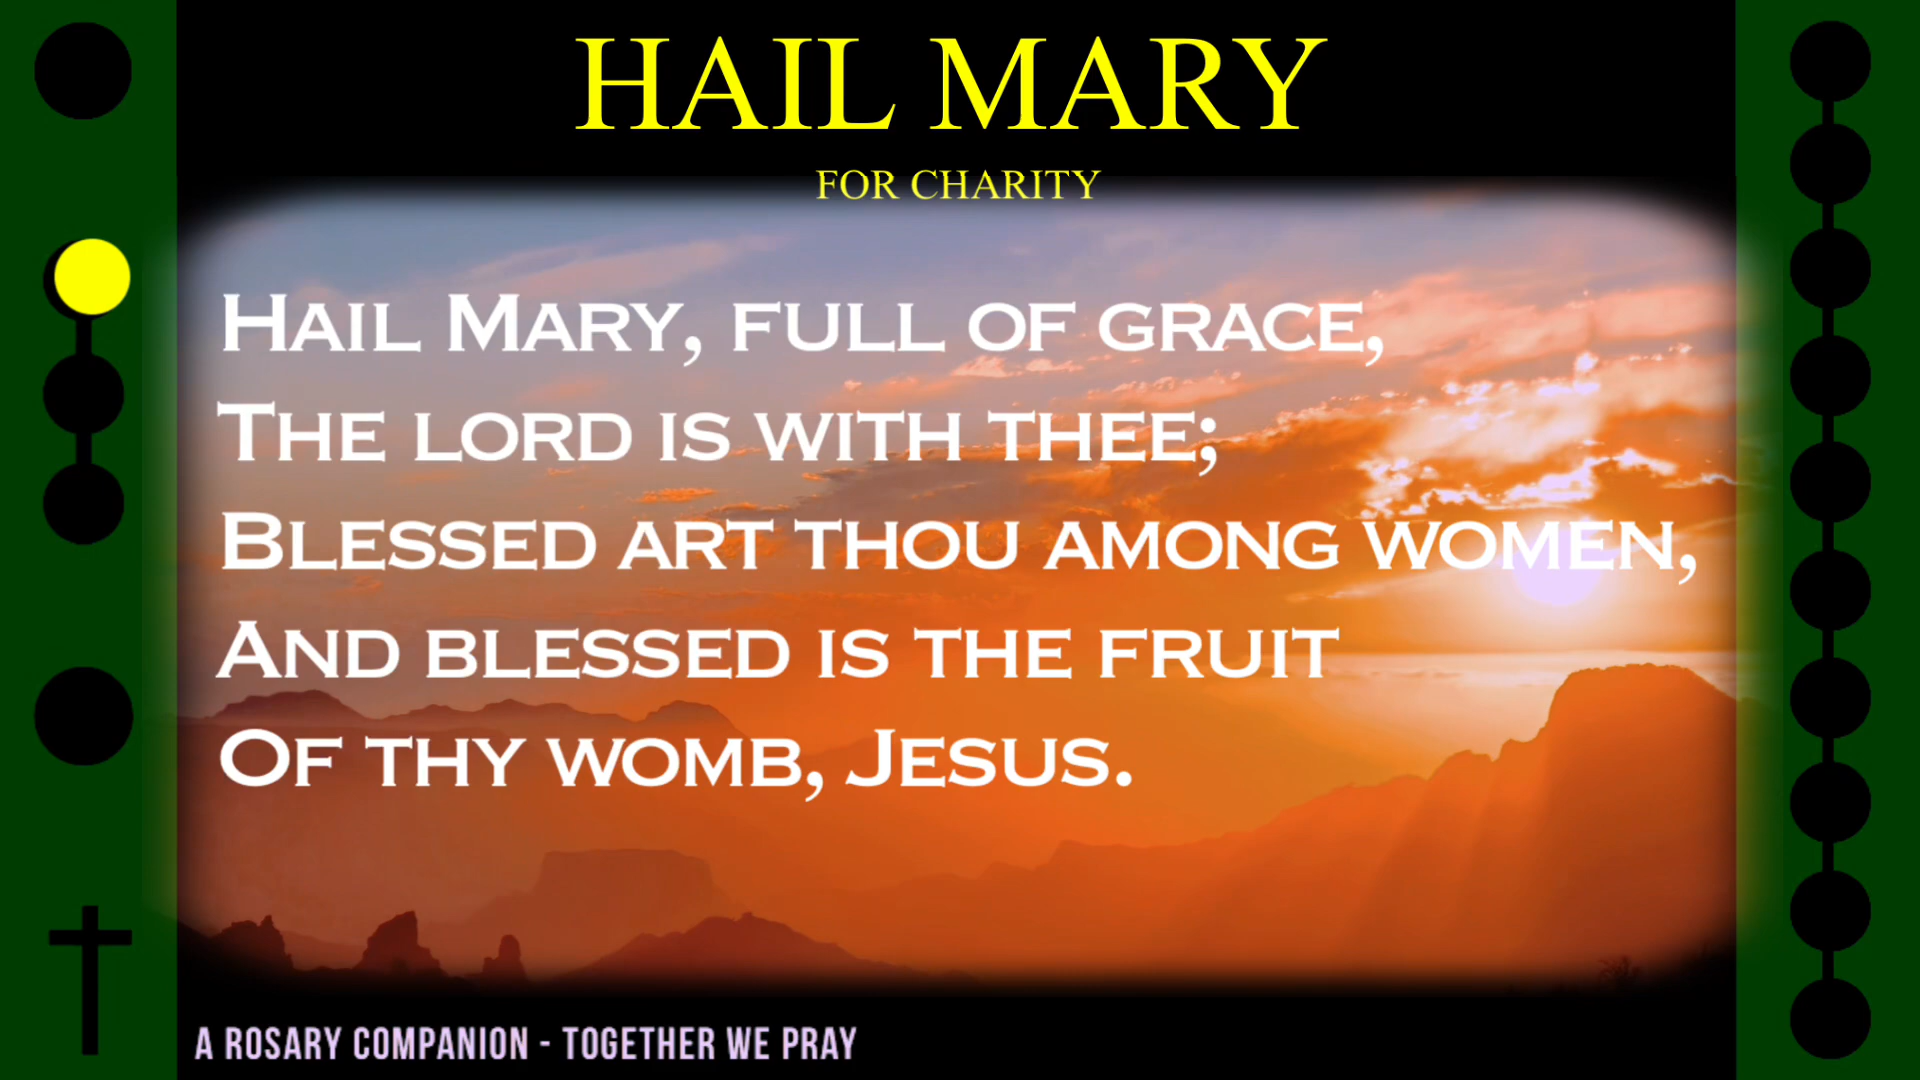 HAIL MARY
FOR CHARITY
HAIL MARY, FULL OF GRACE,
THE LORD IS WITH THEE;
BLESSED ART THOU AMONG WOMEN,
AND BLESSED IS THE FRUIT
OF THY WOMB, JESUS.
A ROSARY COMPANION - TOGETHER WE PRAY